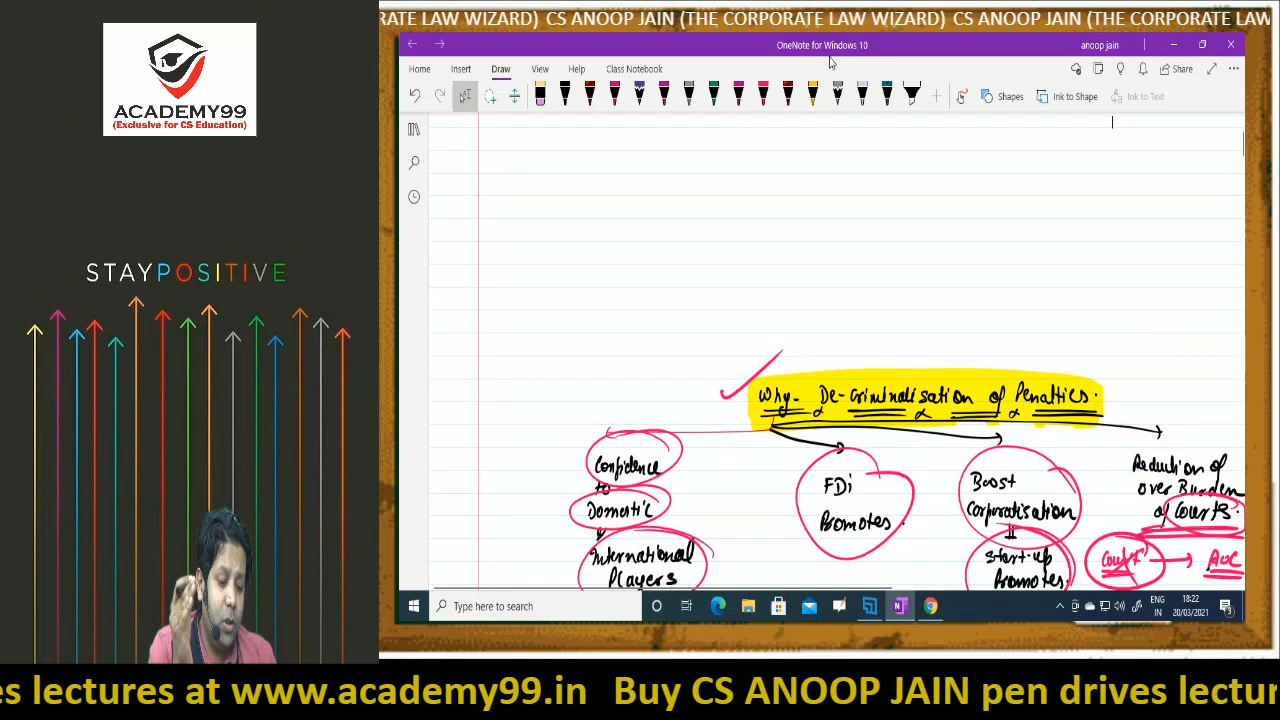 RATE LAW WIZARD) CS ANOOP JAIN (THE CORPORATE LAW WIZARD) CS ANOOP JAIN (THE CORPORATE LAW
ACADEMY99
(Exclusive for CS Education)
STAYPOSITIVE
OneNote for Windows 10
anoop jain
Home Insert Draw View Help Class Notebook
Share
Shapes Ink to Shape Ink to Text
Why De-Criminalisation of Penalties.
Confidence
to
Domestic
&
International
Players
FDi
Promotes.
Boost
Corporatisation
Start-up
Promotes.
Reduction of
over Burden
of Courts.
Court
AOC
Type here to search
ENG
IN
18:22
20/03/2021
3
es lectures at www.academy99.in Buy CS ANOOP JAIN pen drives lectur